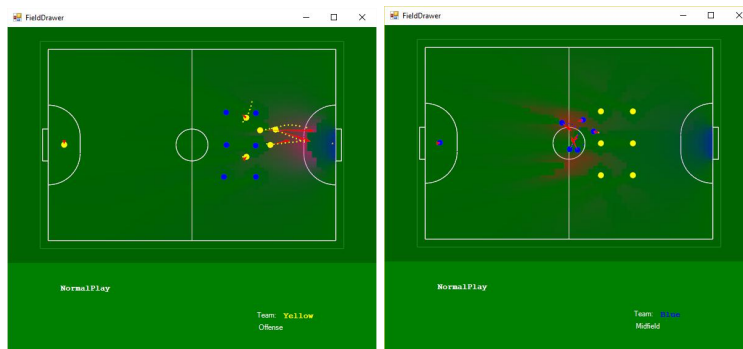 FieldDrawer
NormalPlay
Team: Yellow
Offense
FieldDrawer
NormalPlay
Team: Blue
Midfield